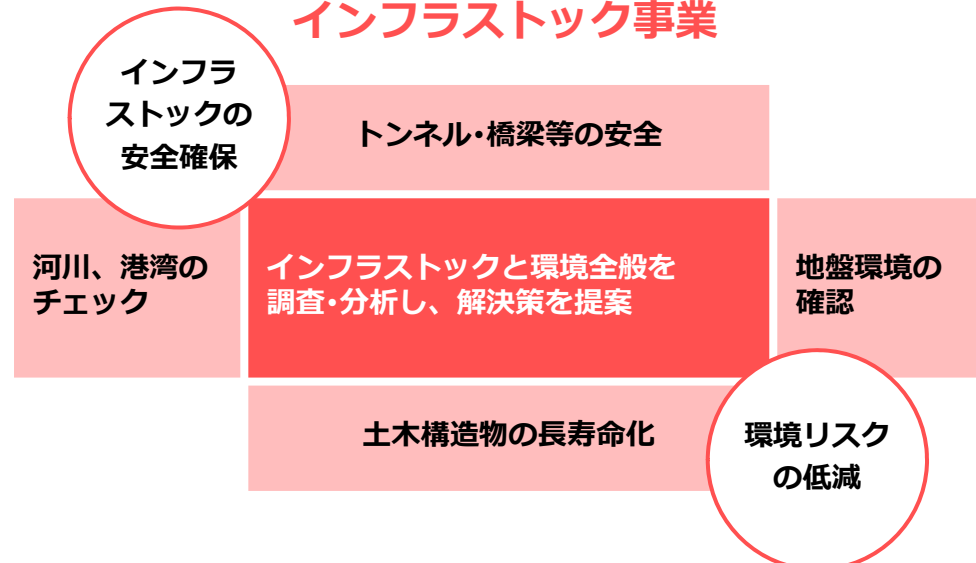 インフラストック事業
インフラ
ストックの
安全確保
トンネル・橋梁等の安全
河川、港湾の
チェック
インフラストックと環境全般を
調査・分析し、解決策を提案
地盤環境の
確認
土木構造物の長寿命化
環境リスク
の低減